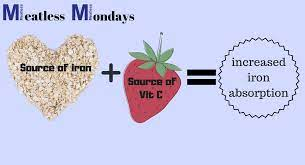 Meatless Mondays
Source of Iron
+
Source of
Vit C
=
increased
iron
absorption